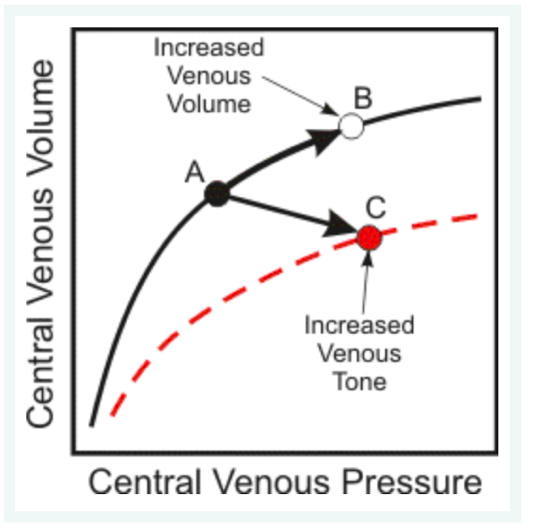 Increased
Venous
Volume
B
A
C
Increased
Venous
Tone
Central Venous Volume
Central Venous Pressure